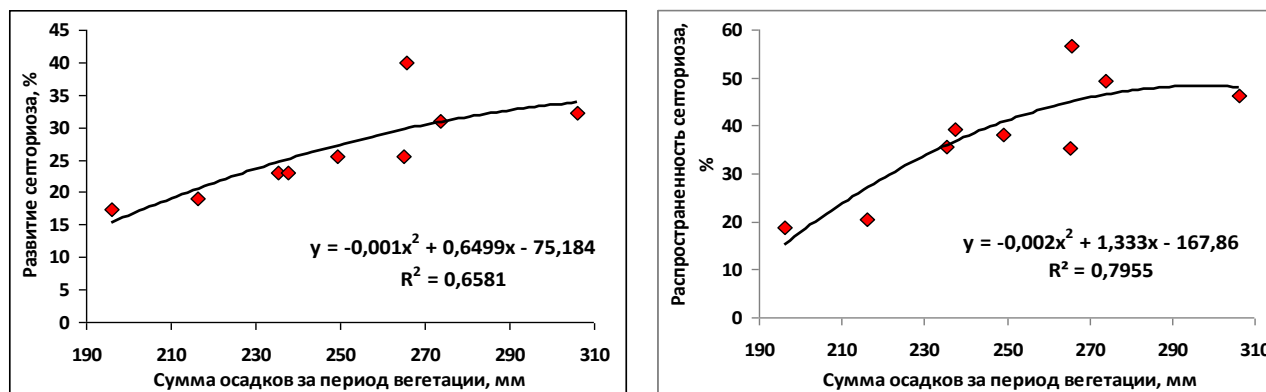 Развитие септориоза, %
45
40
35
30
25
20
15
10
5
0
190 210 230 250 270 290 310
Сумма осадков за период вегетации, мм
y = -0,001x² + 0,6499x - 75,184
R² = 0,6581
Распространенность септориоза,
%
60
50
40
30
20
10
0
190 210 230 250 270 290 310
Сумма осадков за период вегетации, мм
y = -0,002x² + 1,333x - 167,86
R² = 0,7955